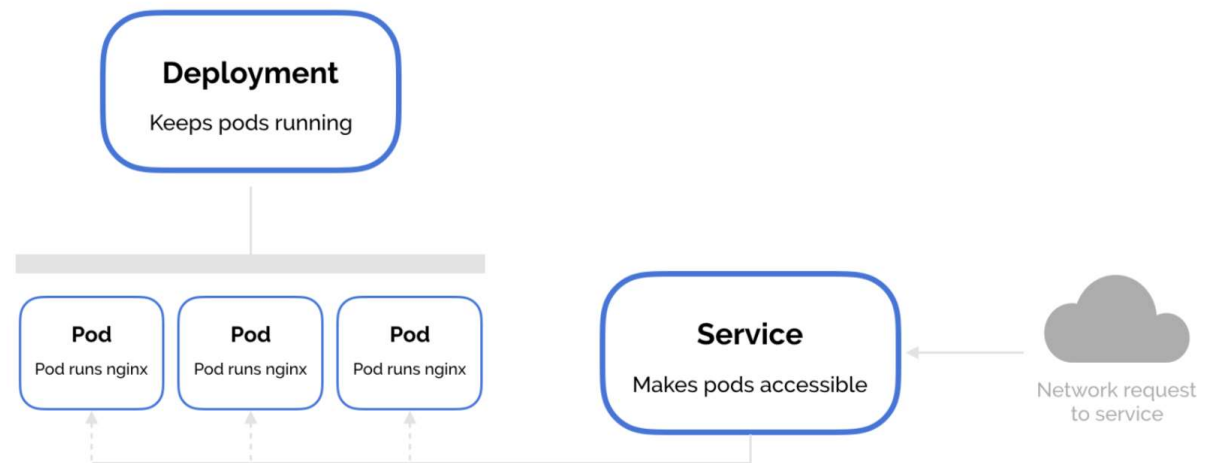 Deployment
Keeps pods running
Pod
Pod runs nginx
Pod
Pod runs nginx
Pod
Pod runs nginx
Service
Makes pods accessible
Network request
to service